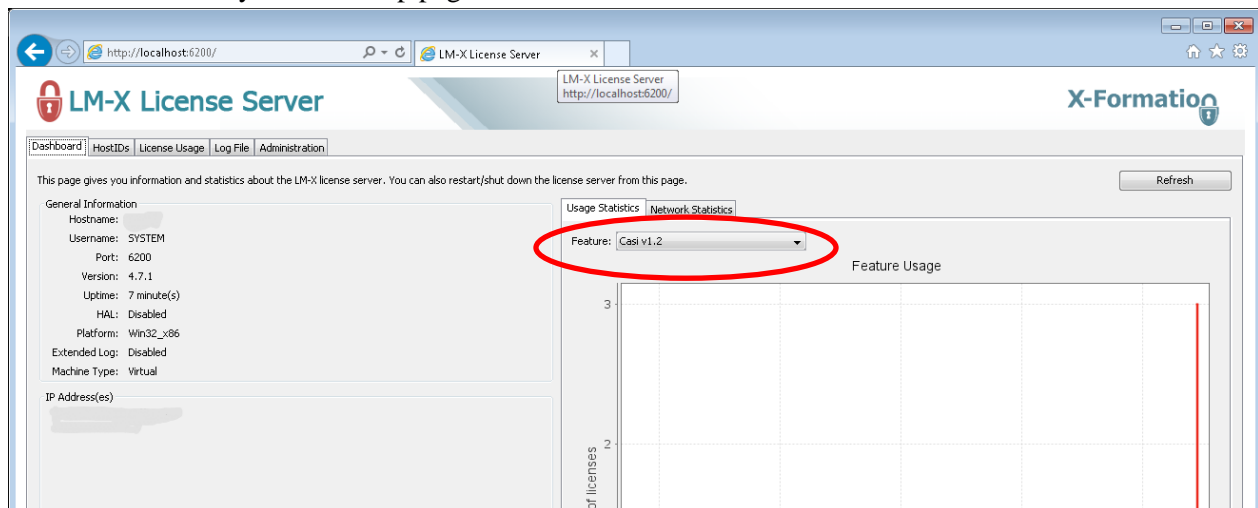 http://localhost:6200/
LM-X License Server
LM-X License Server
http://localhost:6200/
LM-X License Server
X-Formation
Dashboard HostIDs License Usage Log File Administration
This page gives you information and statistics about the LM-X license server. You can also restart/shut down the license server from this page.
Refresh
General Information
Hostname:
Username: SYSTEM
Port: 6200
Version: 4.7.1
Uptime: 7 minute(s)
HAL: Disabled
Platform: Win32_x86
Extended Log: Disabled
Machine Type: Virtual
IP Address(es)
Usage Statistics Network Statistics
Feature: Casi v1.2
Feature Usage
3
2
of licenses